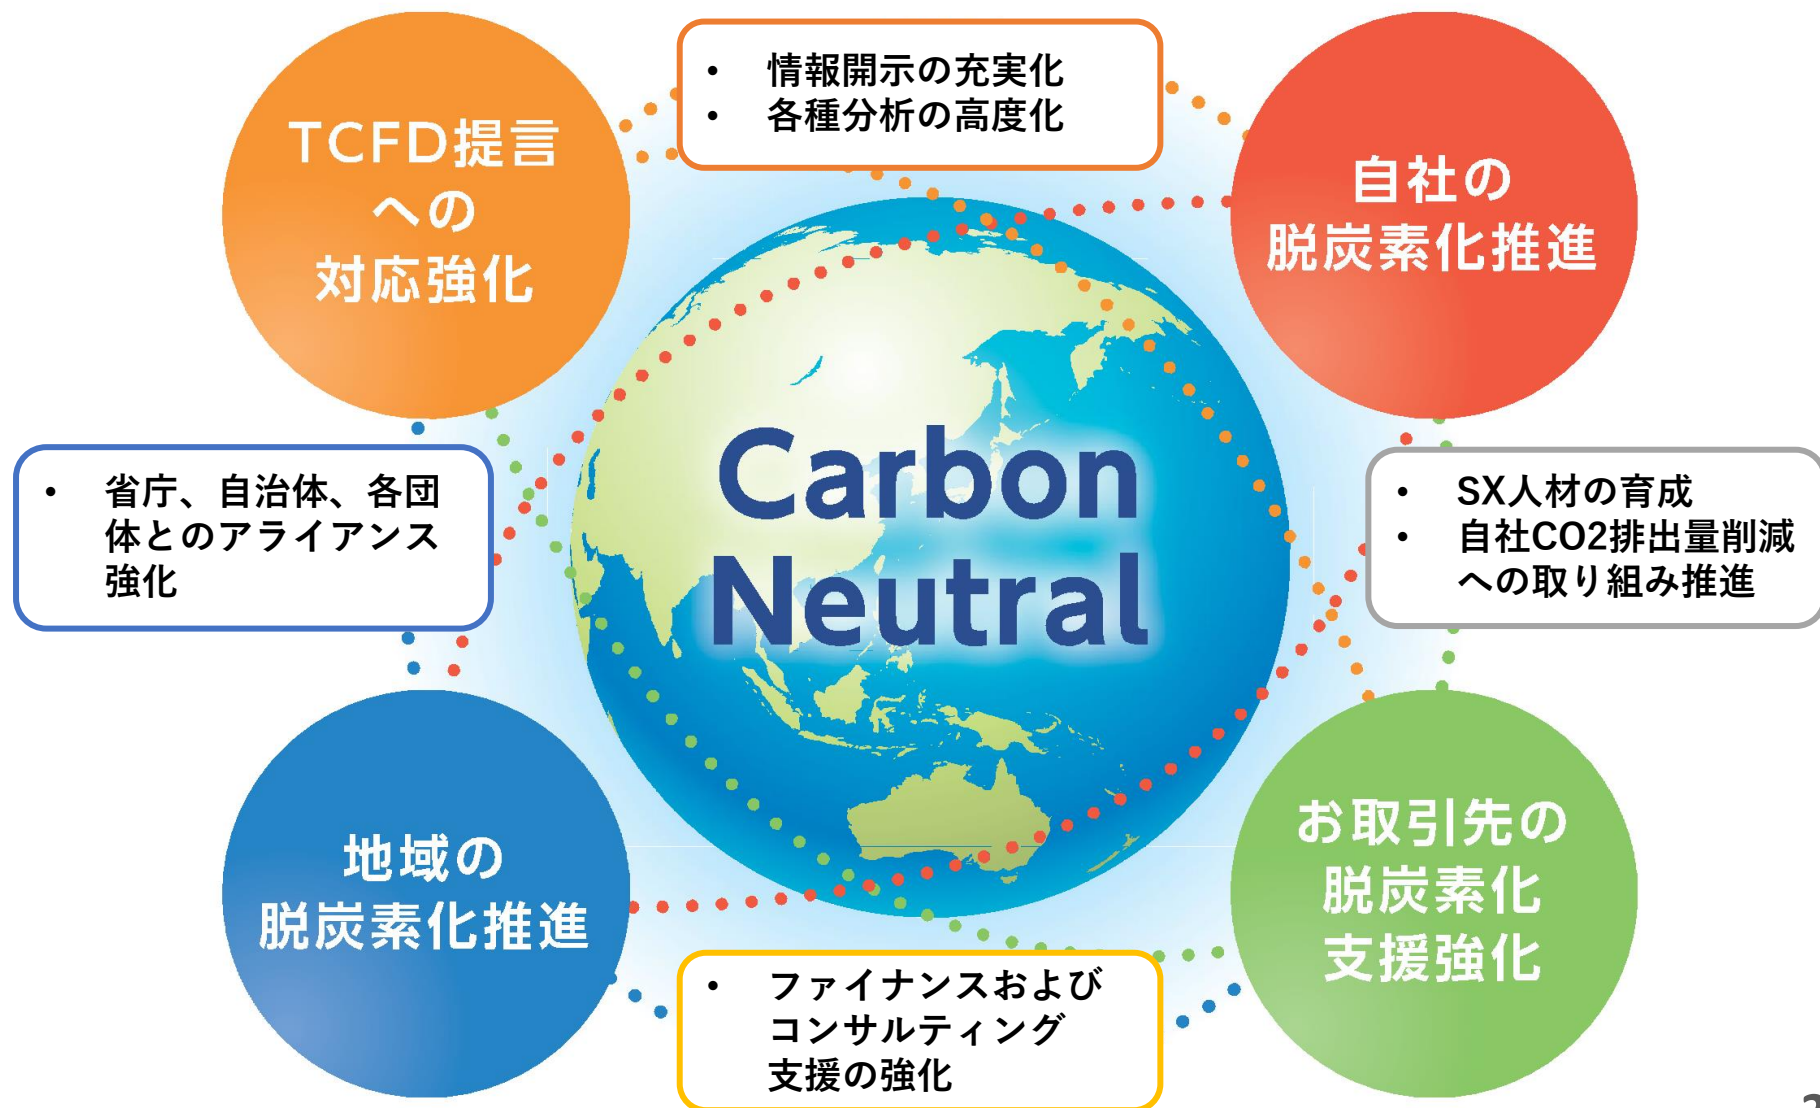 TCFD提言
への
対応強化
• 情報開示の充実化
• 各種分析の高度化
自社の
脱炭素化推進
• 省庁、自治体、各団
体とのアライアンス
強化
Carbon
Neutral
• SX人材の育成
• 自社CO2排出量削減
への取り組み推進
地域の
脱炭素化推進
• ファイナンスおよび
コンサルティング
支援の強化
お取引先の
脱炭素化
支援強化